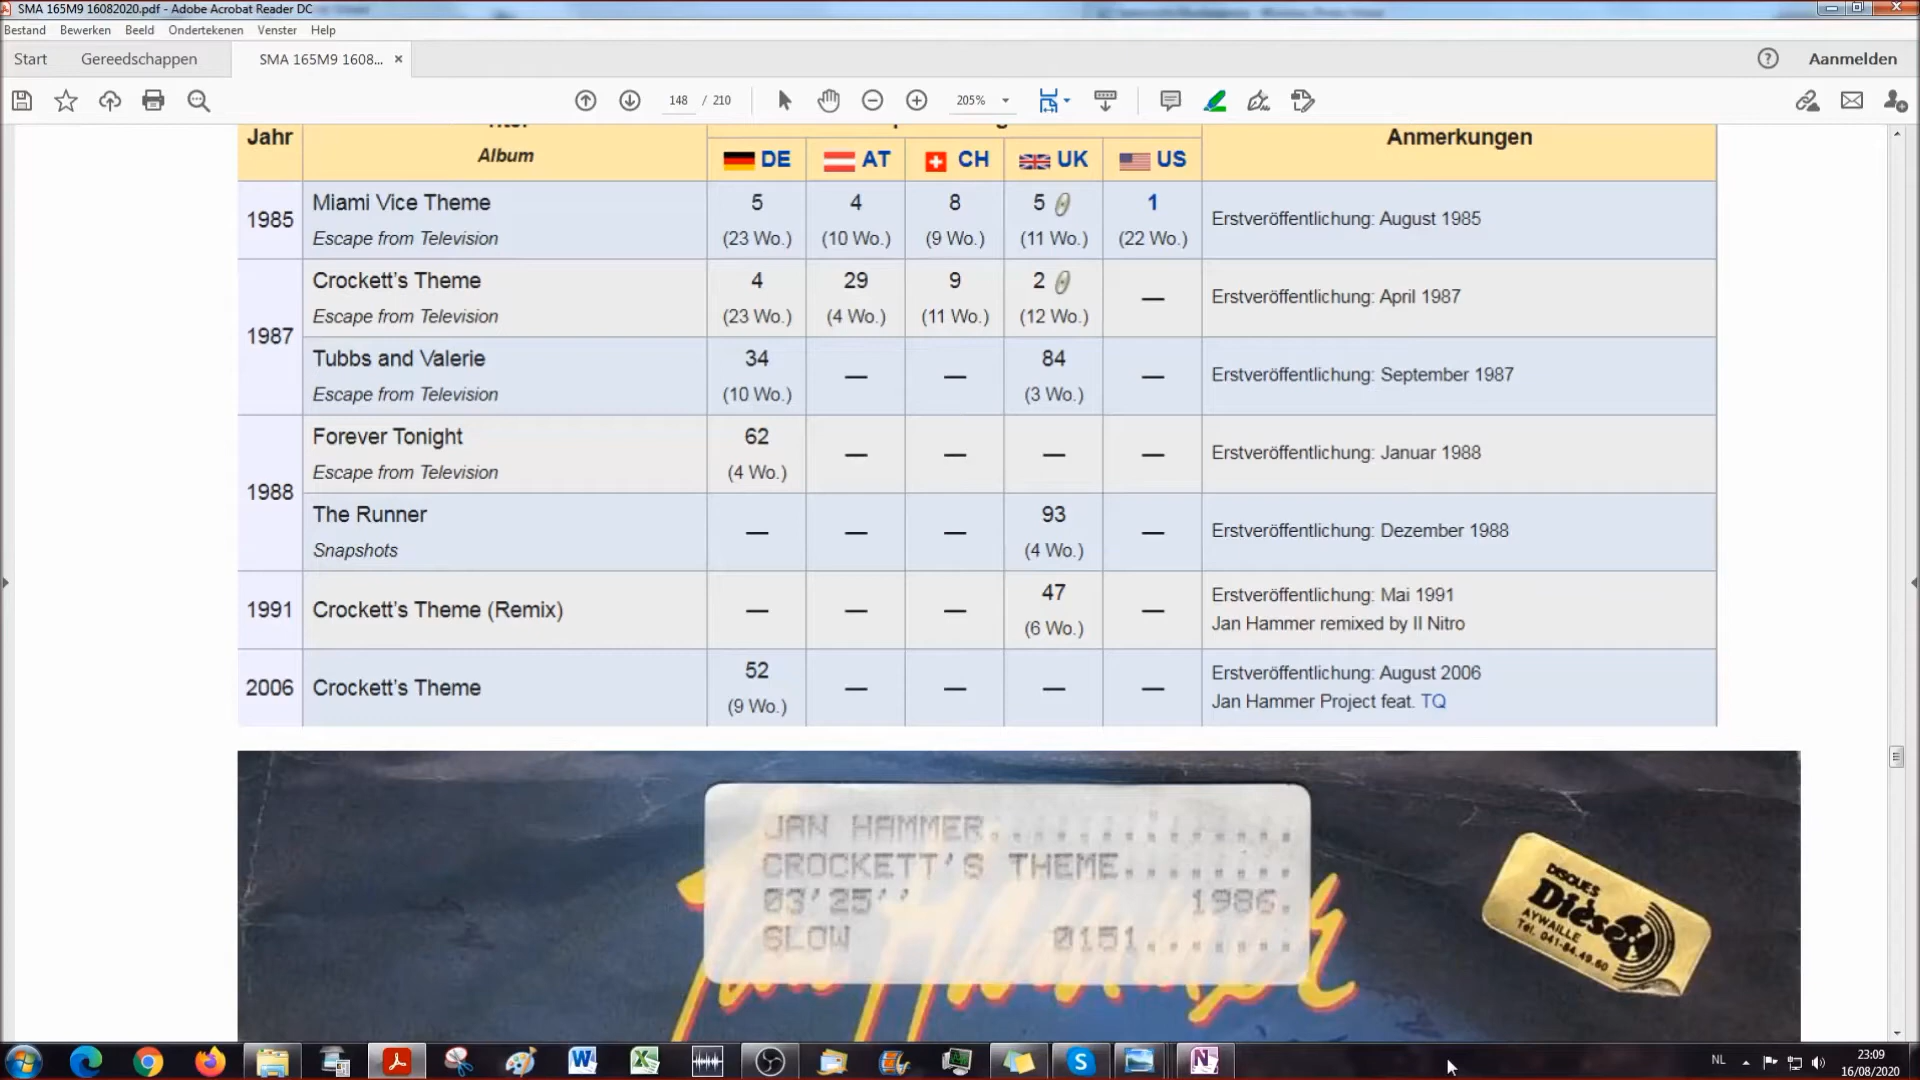 SMA 165M9 16082020.pdf - Adobe Acrobat Reader DC
Bestand Bewerken Beeld Ondertekenen Venster Help
Start Gereedschappen SMA 165M9 1608... × Aanmelden
148 / 210 205%
Jahr Album DE AT CH UK US Anmerkungen
1985 Miami Vice Theme 5 4 8 5 1 Erstveröffentlichung: August 1985
Escape from Television (23 Wo.) (10 Wo.) (9 Wo.) (11 Wo.) (22 Wo.)
1987 Crockett's Theme 4 29 9 2 — Erstveröffentlichung: April 1987
Escape from Television (23 Wo.) (4 Wo.) (11 Wo.) (12 Wo.)
Tubbs and Valerie 34 — — 84 — Erstveröffentlichung: September 1987
Escape from Television (10 Wo.) (3 Wo.)
1988 Forever Tonight 62 — — — — Erstveröffentlichung: Januar 1988
Escape from Television (4 Wo.)
The Runner — — — 93 — Erstveröffentlichung: Dezember 1988
Snapshots (4 Wo.)
1991 Crockett's Theme (Remix) — — — 47 — Erstveröffentlichung: Mai 1991
(6 Wo.) Jan Hammer remixed by II Nitro
2006 Crockett's Theme 52 — — — — Erstveröffentlichung: August 2006
(9 Wo.) Jan Hammer Project feat. TQ
JAN HAMMER.............
CROCKETT'S THEME........
03'25'' 1986.
SLOW 0151.......
Jan Hammer
DISQUES
Dièse
AYWAILLE
Tél. 041-84.49.60
NL 23:09
16/08/2020